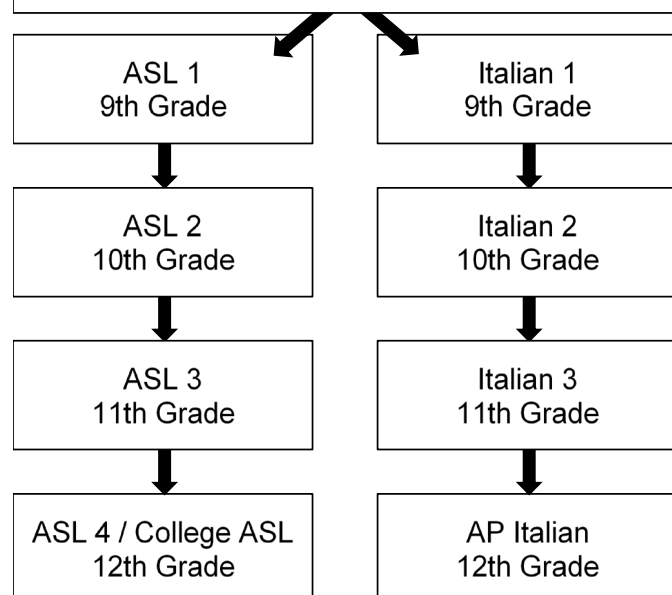 ASL 1
9th Grade
Italian 1
9th Grade
ASL 2
10th Grade
Italian 2
10th Grade
ASL 3
11th Grade
Italian 3
11th Grade
ASL 4 / College ASL
12th Grade
AP Italian
12th Grade